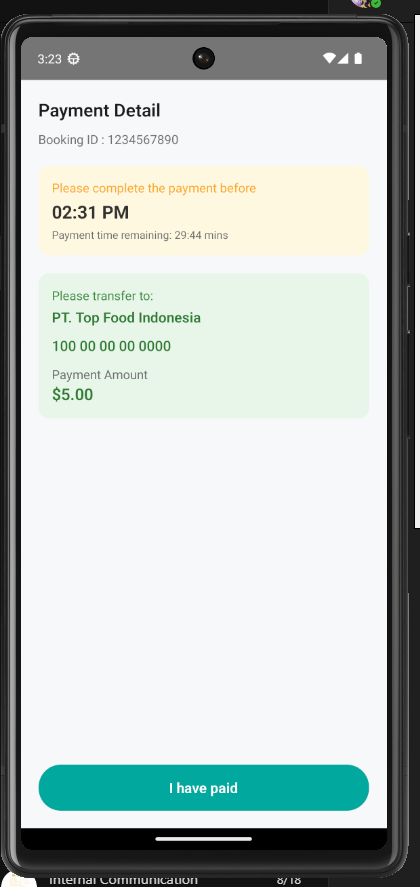 3:23
Payment Detail
Booking ID : 1234567890
Please complete the payment before
02:31 PM
Payment time remaining: 29:44 mins
Please transfer to:
PT. Top Food Indonesia
100 00 00 00 0000
Payment Amount
$5.00
I have paid
Internal Communication 8/18